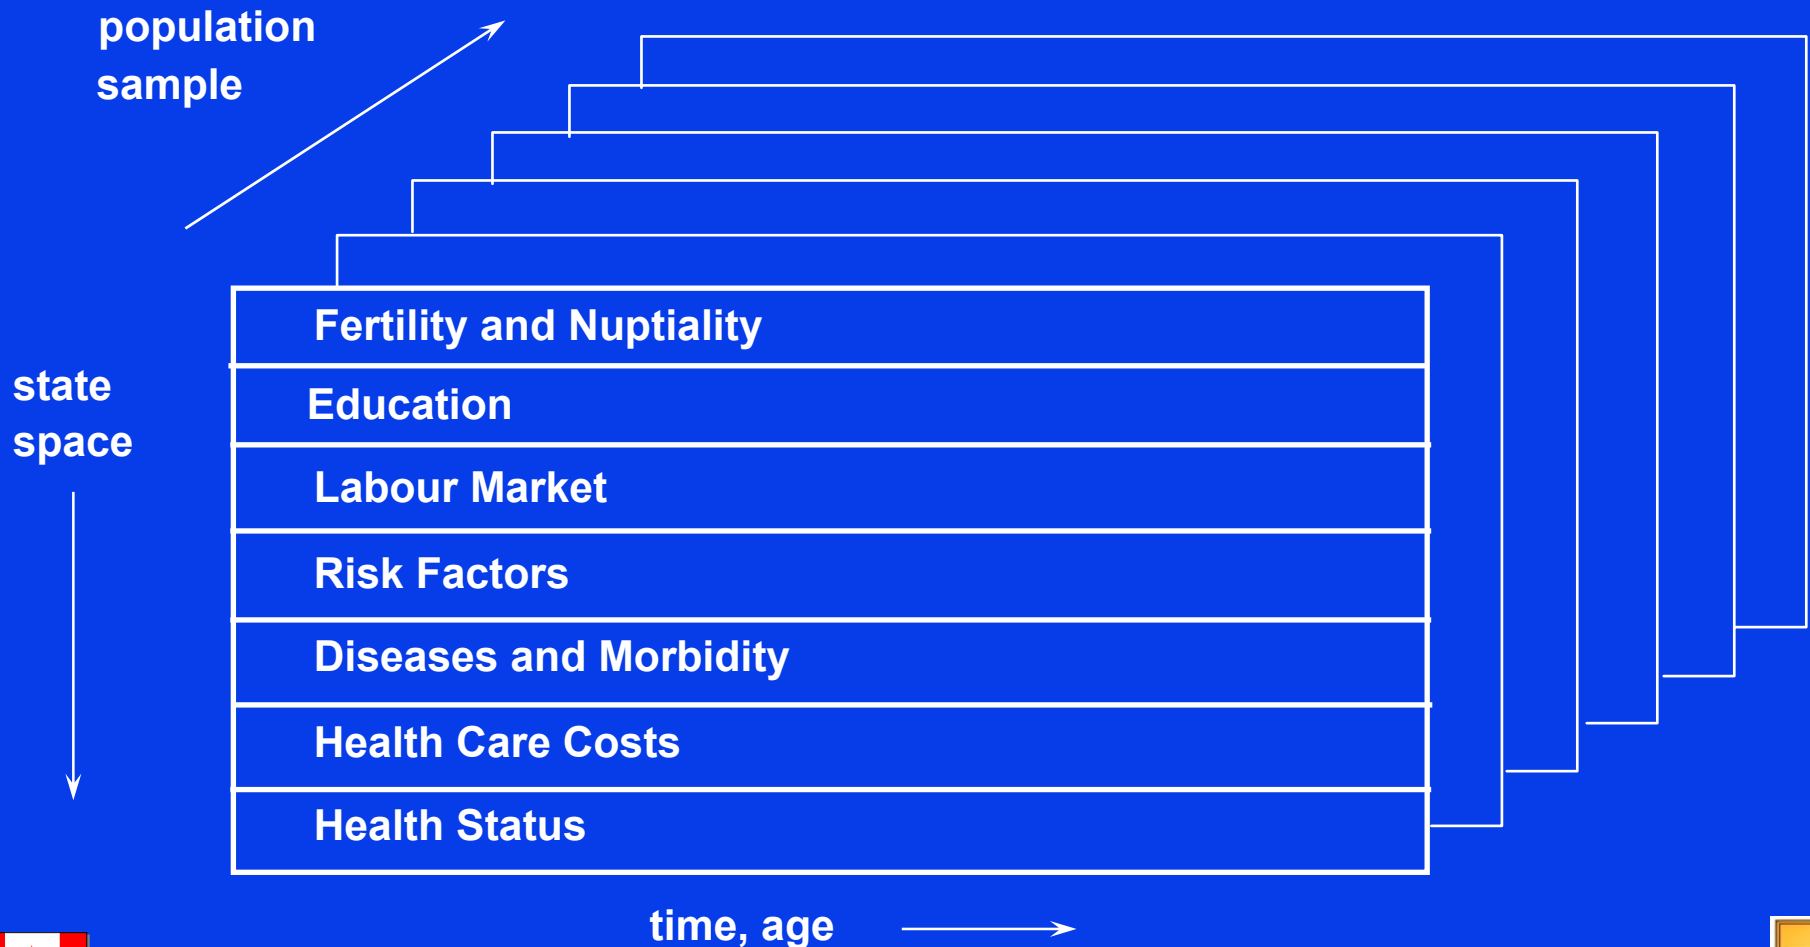 population
sample
state
space
Fertility and Nuptiality
Education
Labour Market
Risk Factors
Diseases and Morbidity
Health Care Costs
Health Status
time, age